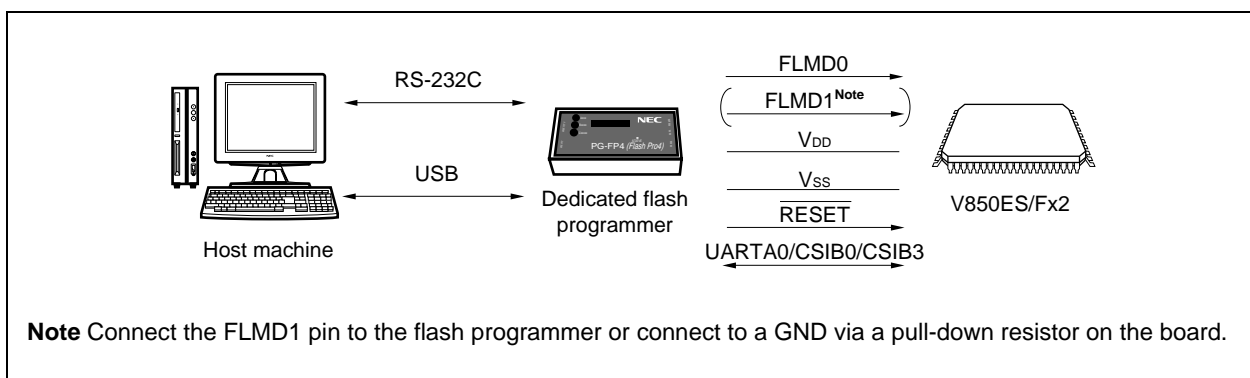 RS-232C
USB
Host machine
NEC
PG-FP4 (Flash Pro4)
Dedicated flash
programmer
FLMD0
FLMD1Note
VDD
VSS
RESET
UARTA0/CSIB0/CSIB3
V850ES/Fx2
Note Connect the FLMD1 pin to the flash programmer or connect to a GND via a pull-down resistor on the board.